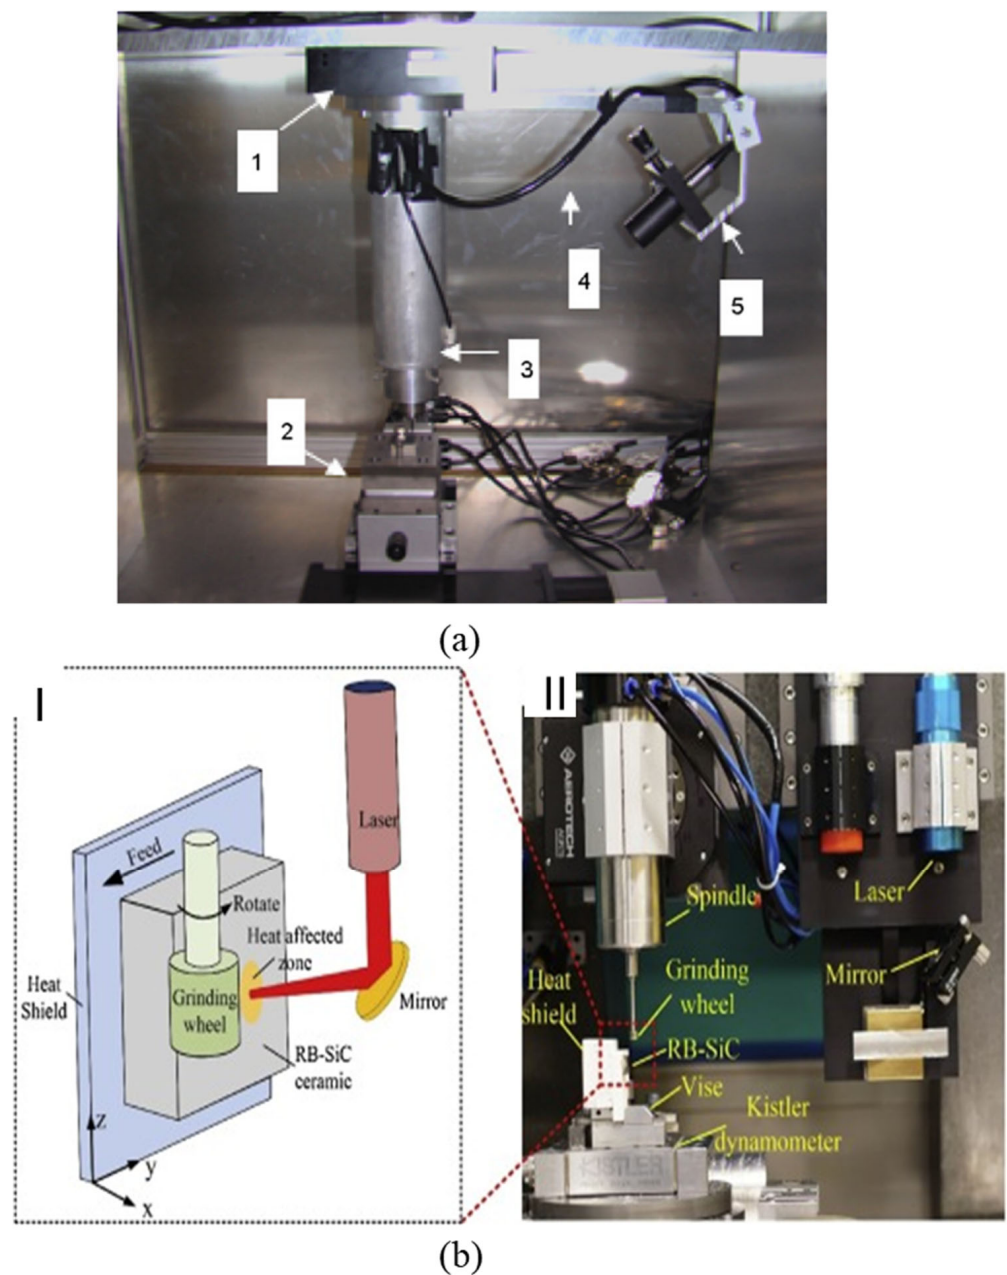 1
4
5
3
2
(a)
I
Laser
Feed
Rotate
Heat affected
zone
Heat
Shield
Grinding
wheel
Mirror
RB-SiC
ceramic
z
y
x
II
AEROTECH
Laser
Spindle
Mirror
Grinding
wheel
Heat
shield
RB-SiC
Vise
Kistler
dynamometer
KISTLER
(b)